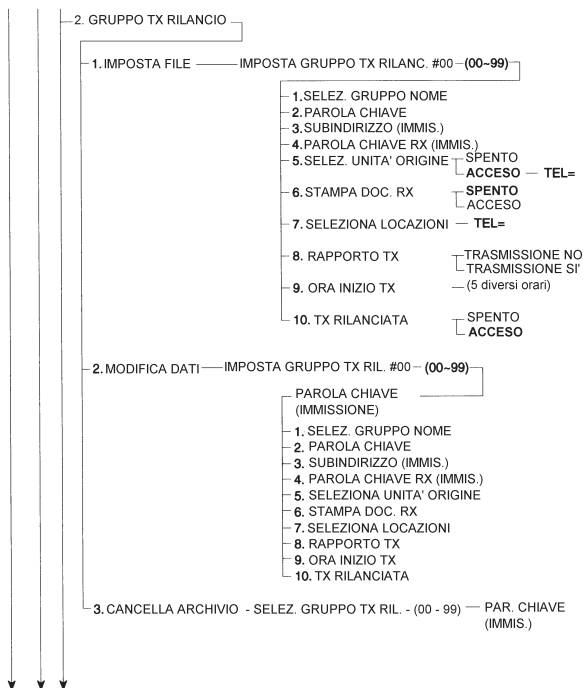 2. GRUPPO TX RILANCIO
1. IMPOSTA FILE IMPOSTA GRUPPO TX RILANC. #00 (00~99)
1. SELEZ. GRUPPO NOME
2. PAROLA CHIAVE
3. SUBINDIRIZZO (IMMIS.)
4. PAROLA CHIAVE RX (IMMIS.)
5. SELEZ. UNITA' ORIGINE SPENTO
ACCESO TEL=
6. STAMPA DOC. RX SPENTO
ACCESO
7. SELEZIONA LOCAZIONI TEL=
8. RAPPORTO TX TRASMISSIONE NO
TRASMISSIONE SI'
9. ORA INIZIO TX (5 diversi orari)
10. TX RILANCIATA SPENTO
ACCESO
2. MODIFICA DATI IMPOSTA GRUPPO TX RIL. #00 - (00~99)
PAROLA CHIAVE
(IMMISSIONE)
1. SELEZ. GRUPPO NOME
2. PAROLA CHIAVE
3. SUBINDIRIZZO (IMMIS.)
4. PAROLA CHIAVE RX (IMMIS.)
5. SELEZIONA UNITA' ORIGINE
6. STAMPA DOC. RX
7. SELEZIONA LOCAZIONI
8. RAPPORTO TX
9. ORA INIZIO TX
10. TX RILANCIATA
3. CANCELLA ARCHIVIO - SELEZ. GRUPPO TX RIL. - (00 - 99) PAR. CHIAVE
(IMMIS.)